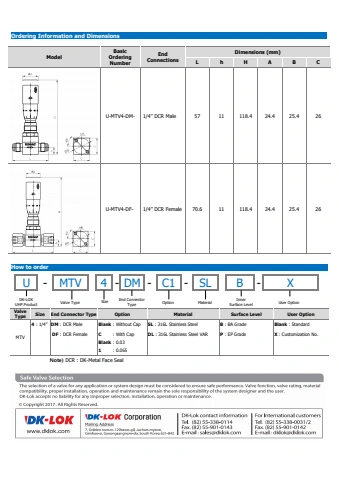 Ordering Information and Dimensions
Model Basic Ordering Number End Connections Dimensions (mm)
L h H A B C
U-MTV4-DM- 1/4" DCR Male 57 11 118.4 24.4 25.4 26
U-MTV4-DF- 1/4" DCR Female 70.6 11 118.4 24.4 25.4 26
How to order
U - MTV 4 - DM - C1 - SL B - X
DK-LOK UHP Product Valve Type Size End Connector Type Option Material Inner Surface Level User Option
Valve Type Size End Connector Type Option Material Surface Level User Option
MTV 4 : 1/4" DM : DCR Male Blank : Without Cap SL : 316L Stainless Steel B : BA Grade Blank : Standard
DF : DCR Female C : With Cap DL : 316L Stainless Steel VAR P : EP Grade X : Customization No.
Blank : 0.03
1 : 0.065
Note) DCR : DK-Metal Face Seal
Safe Valve Selection
The selection of a valve for any application or system design must be considered to ensure safe performance. Valve function, valve rating, material
compatibility, proper installation, operation and maintenance remain the sole responsibility of the system designer and the user.
DK-Lok accepts no liability for any improper selection, installation, operation or maintenance.
© Copyright 2017. All Rights Reserved.
DK-LOK
www.dklok.com
DK-LOK Corporation
Mailing Address
DK-Lok contact information
Tel. (82) 55-338-0114
Fax. (82) 55-901-0143
E-mail : sales@dklok.com
For International customers
Tel. (82) 55-338-0031/2
Fax. (82) 55-901-0142
E-mail : dklok@dklok.com